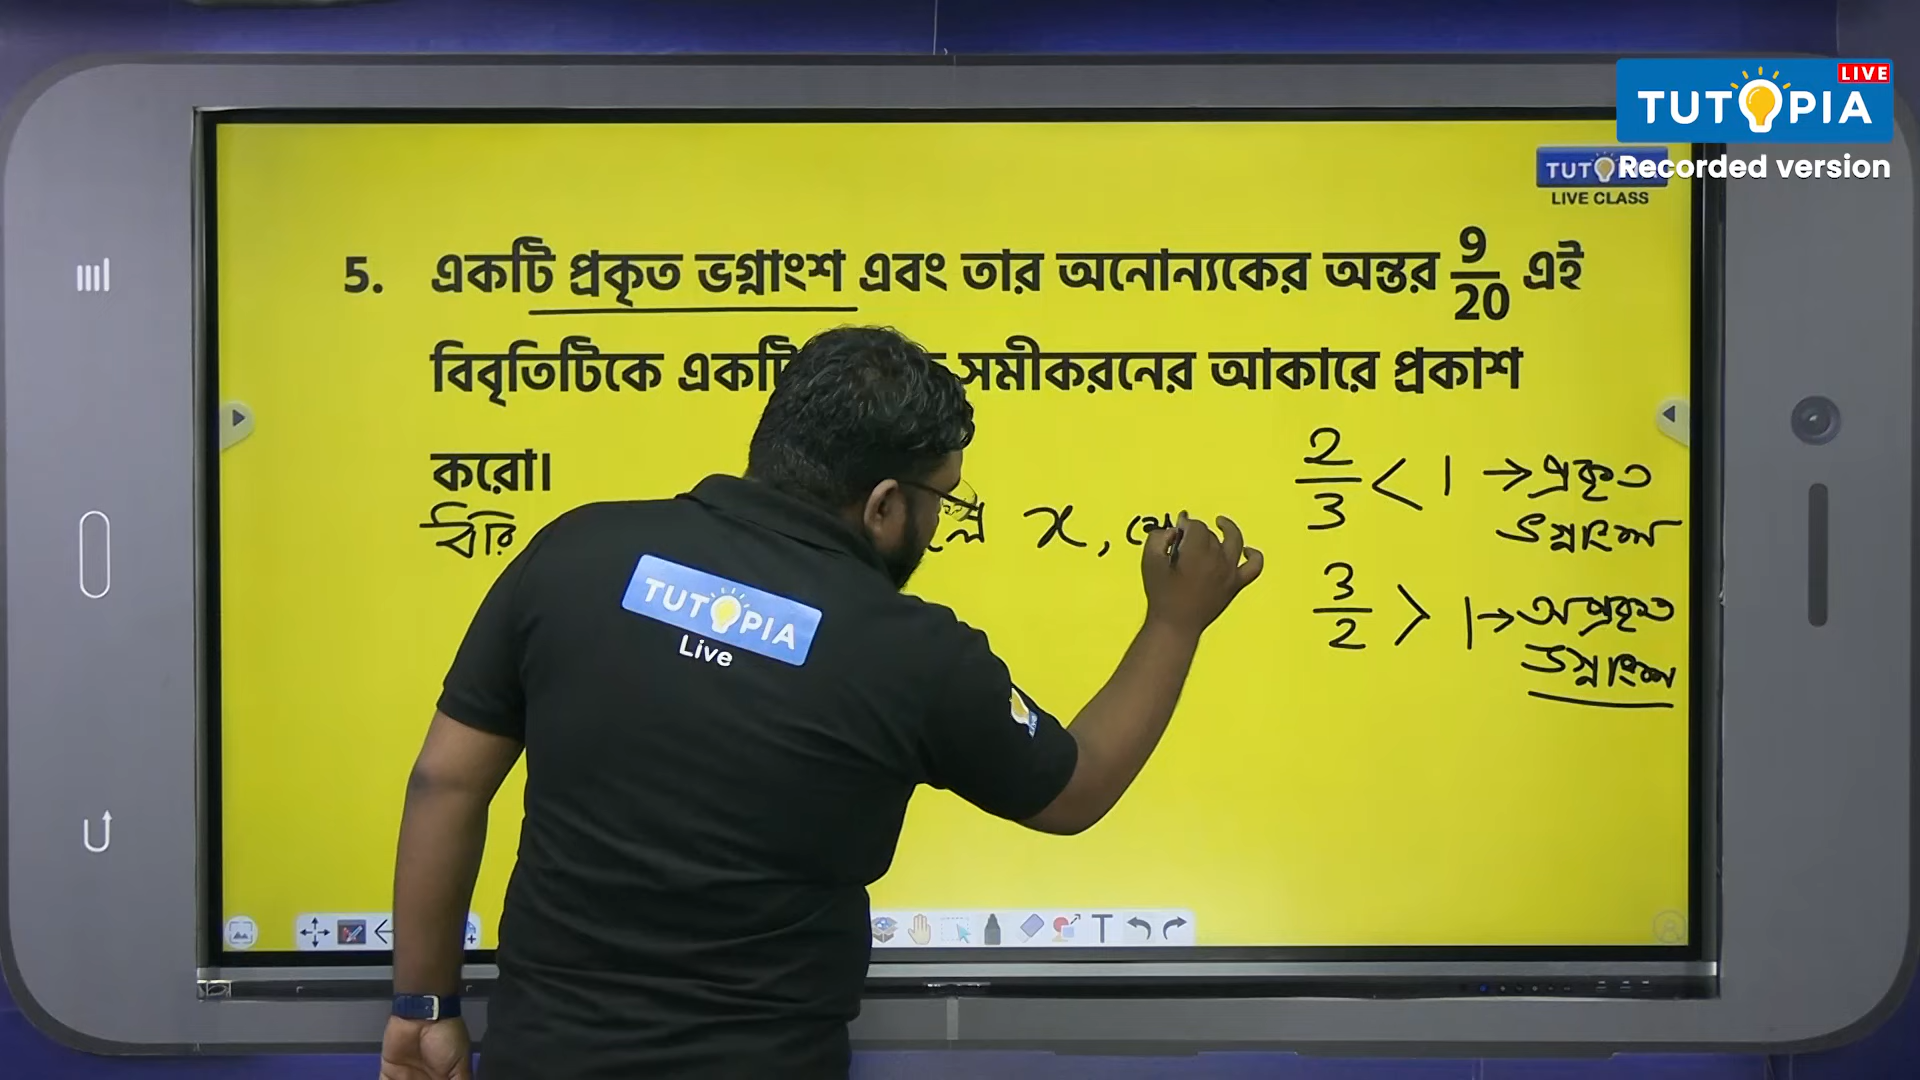 LIVE
TUTOPIA
Recorded version
LIVE CLASS
5. একটি প্রকৃত ভগ্নাংশ এবং তার অনোন্যকের অন্তর 9/20 এই
বিবৃতিটিকে একটি সমীকরনের আকারে প্রকাশ
করো।
x,
2/3 < 1 → প্রকৃত
ভগ্নাংশ
3/2 > 1 → অপ্রকৃত
ভগ্নাংশ
TUTOPIA
Live